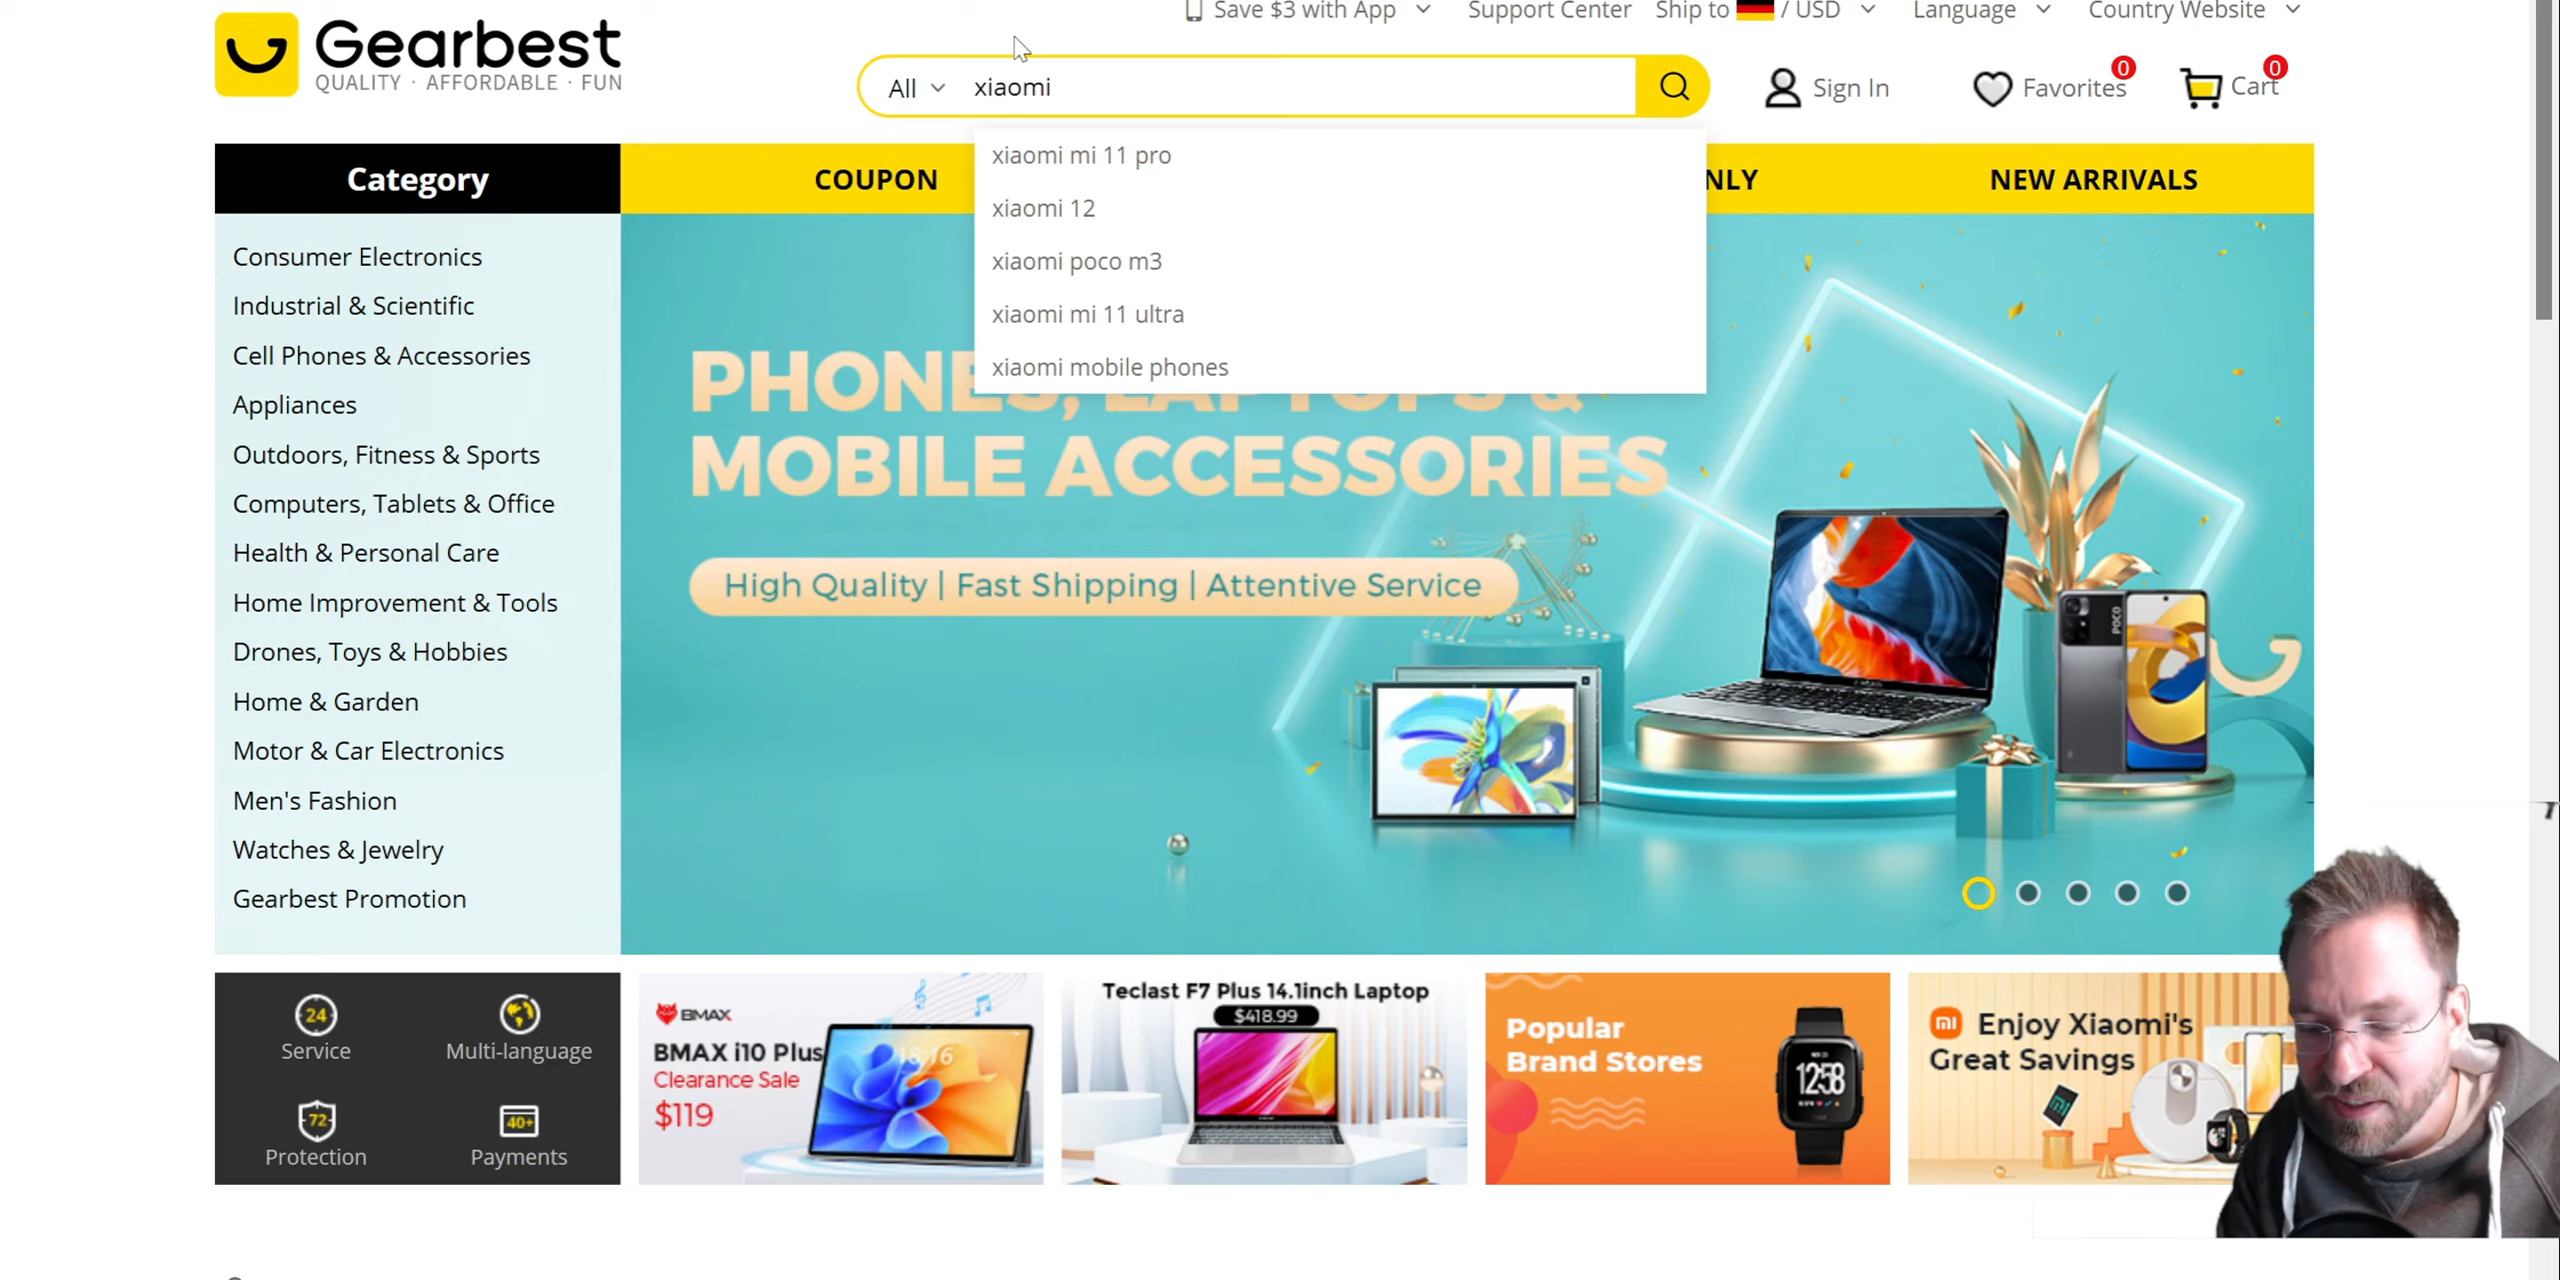 Gearbest
QUALITY · AFFORDABLE · FUN
Save $3 with App
Support Center
Ship to / USD
Language
Country Website
All
xiaomi
Sign In
Favorites
0
Cart
0
xiaomi mi 11 pro
xiaomi 12
xiaomi poco m3
xiaomi mi 11 ultra
xiaomi mobile phones
Category
COUPON
NLY
NEW ARRIVALS
Consumer Electronics
Industrial & Scientific
Cell Phones & Accessories
Appliances
Outdoors, Fitness & Sports
Computers, Tablets & Office
Health & Personal Care
Home Improvement & Tools
Drones, Toys & Hobbies
Home & Garden
Motor & Car Electronics
Men's Fashion
Watches & Jewelry
Gearbest Promotion
PHONES, LAPTOPS &
MOBILE ACCESSORIES
High Quality | Fast Shipping | Attentive Service
POCO
24
Service
Multi-language
72
Protection
40+
Payments
BMAX
BMAX i10 Plus
Clearance Sale
$119
18:16
Teclast F7 Plus 14.1inch Laptop
$418.99
Popular
Brand Stores
12:58
mi Enjoy Xiaomi's
Great Savings